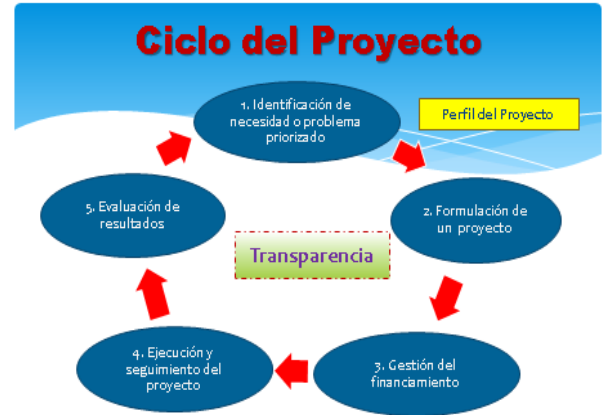 Ciclo del Proyecto
1. Identificación de
necesidad o problema
priorizado
Perfil del Proyecto
2. Formulación de
un proyecto
3. Gestión del
financiamiento
4. Ejecución y
seguimiento del
proyecto
5. Evaluación de
resultados
Transparencia